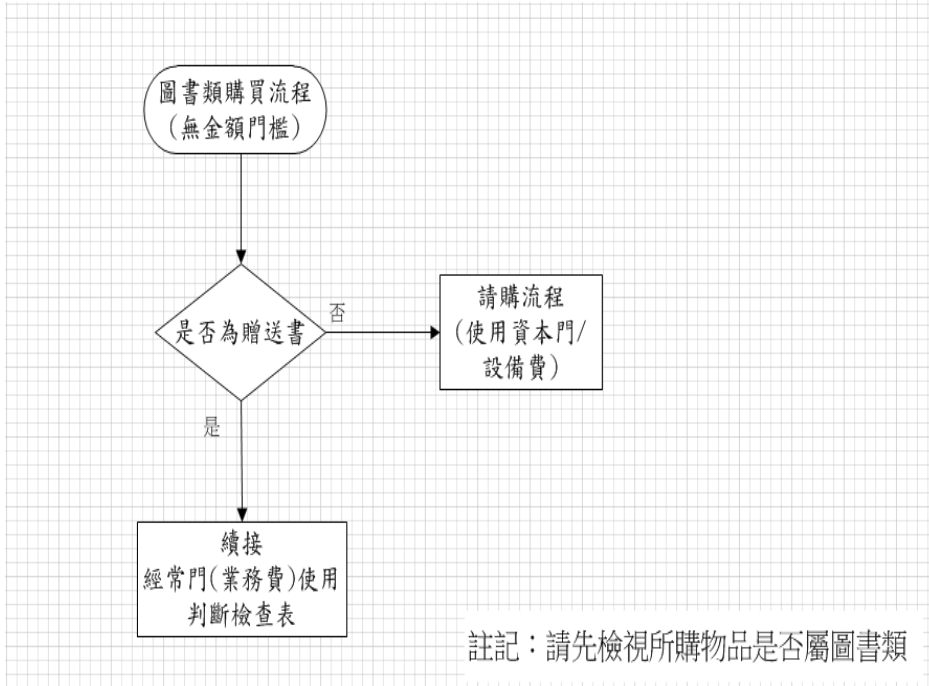 圖書類購買流程
(無金額門檻)
是否為贈送書
否
請購流程
(使用資本門/
設備費)
是
續接
經常門(業務費)使用
判斷檢查表
註記：請先檢視所購物品是否屬圖書類